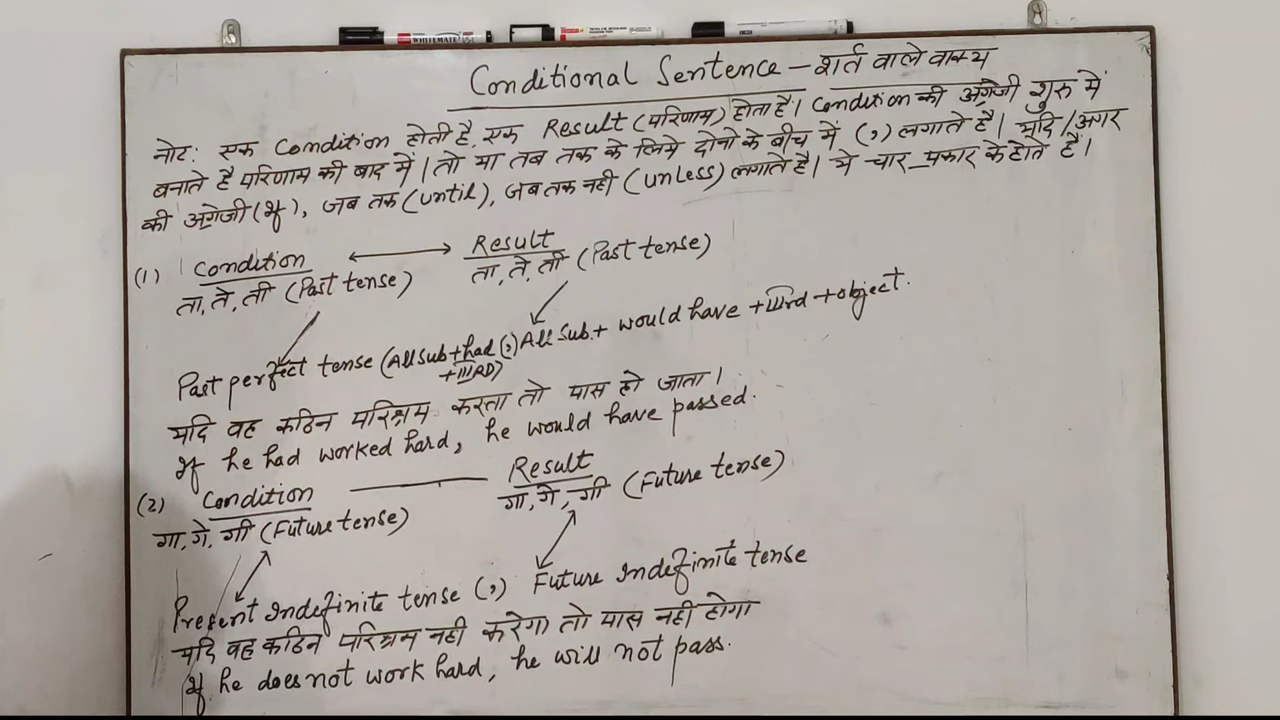 WHITEMATE
Conditional Sentence – शर्त वाले वाक्य
नोट: एक Condition होती है, एक Result (परिणाम) होता है। Condition की अंग्रेजी शुरु में
बनाते है परिणाम की बाद में। तो या तब तक के लिये दोनो के बीच में (,) लगाते है। यदि/अगर
की अंग्रेजी (if), जब तक (until), जब तक नही (unless) लगाते है। ये चार प्रकार के होते है।
(1) Condition ⟷ Result
ता, ते, ती (Past tense) ता, ते, ती (Past tense)
Past perfect tense (All sub + had (,) All Sub. + would have + IIIrd + object.
+ IIIRD)
यदि वह कठिन परिश्रम करता तो पास हो जाता।
If he had worked hard, he would have passed.
(2) Condition — Result
गा, गे, गी (Future tense) गा, गे, गी (Future tense)
Present Indefinite tense (,) Future Indefinite tense
यदि वह कठिन परिश्रम नही करेगा तो पास नही होगा
If he does not work hard, he will not pass.